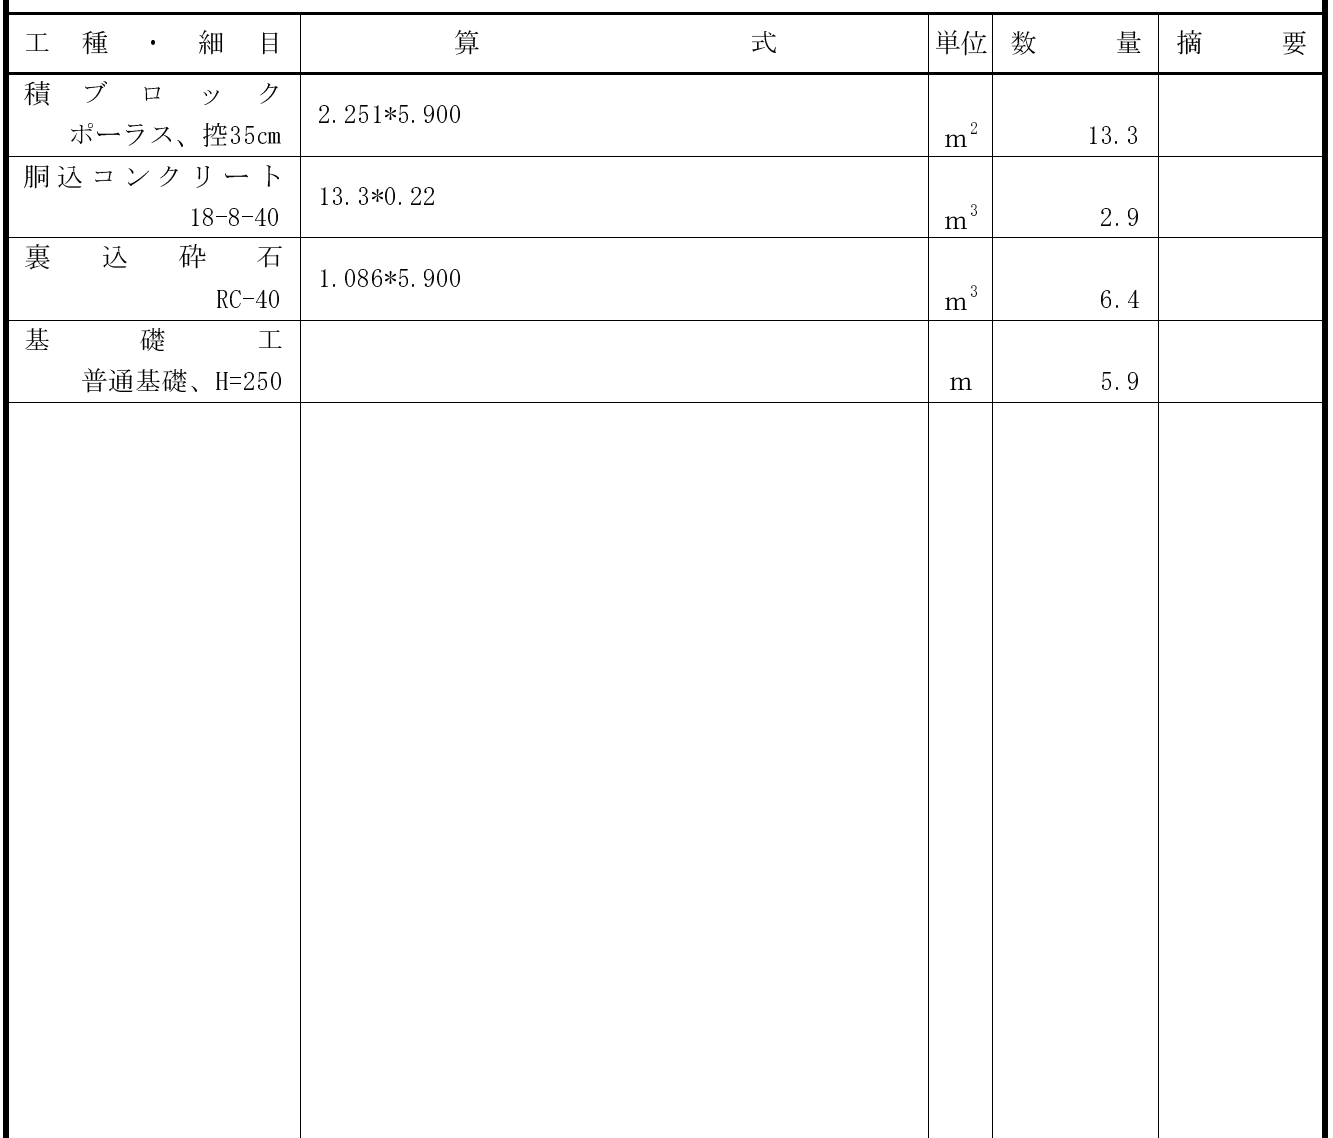 工種・細目 算式 単位 数量 摘要
積ブロック
2.251*5.900
ポーラス、控35cm m² 13.3
胴込コンクリート
13.3*0.22
18-8-40 m³ 2.9
裏込砕石
1.086*5.900
RC-40 m³ 6.4
基礎工
普通基礎、H=250 m 5.9